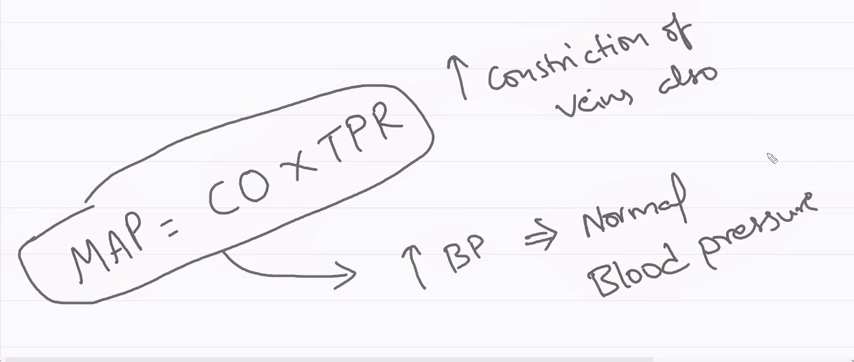 ↑ Constriction of
veins also
MAP = CO × TPR
↑ BP ⇒ Normal
Blood pressure